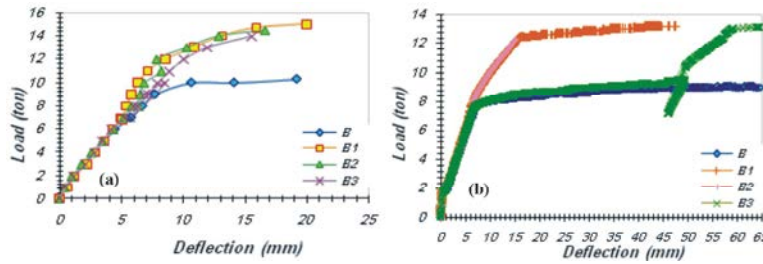 16
14
12
10
8
6
4
2
0
Load (ton)
(a)
B
B1
B2
B3
0 5 10 15 20 25
Deflection (mm)
14
12
10
8
6
4
2
0
Load (ton)
(b)
B
B1
B2
B3
0 5 10 15 20 25 30 35 40 45 50 55 60 65
Deflection (mm)